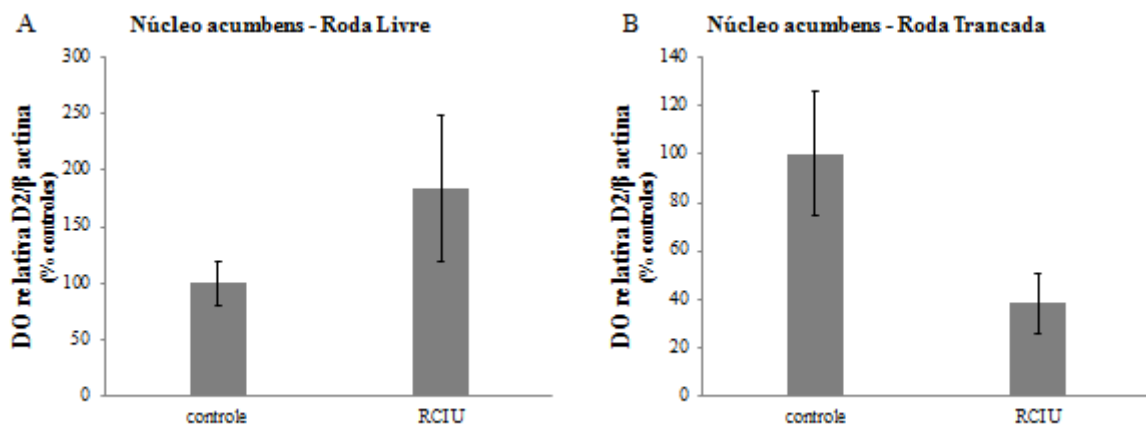 A
Núcleo acumbens - Roda Livre
DO relativa D2/β actina
(% controles)
300
250
200
150
100
50
0
controle
RCIU
B
Núcleo acumbens - Roda Trancada
DO relativa D2/β actina
(% controles)
140
120
100
80
60
40
20
0
controle
RCIU